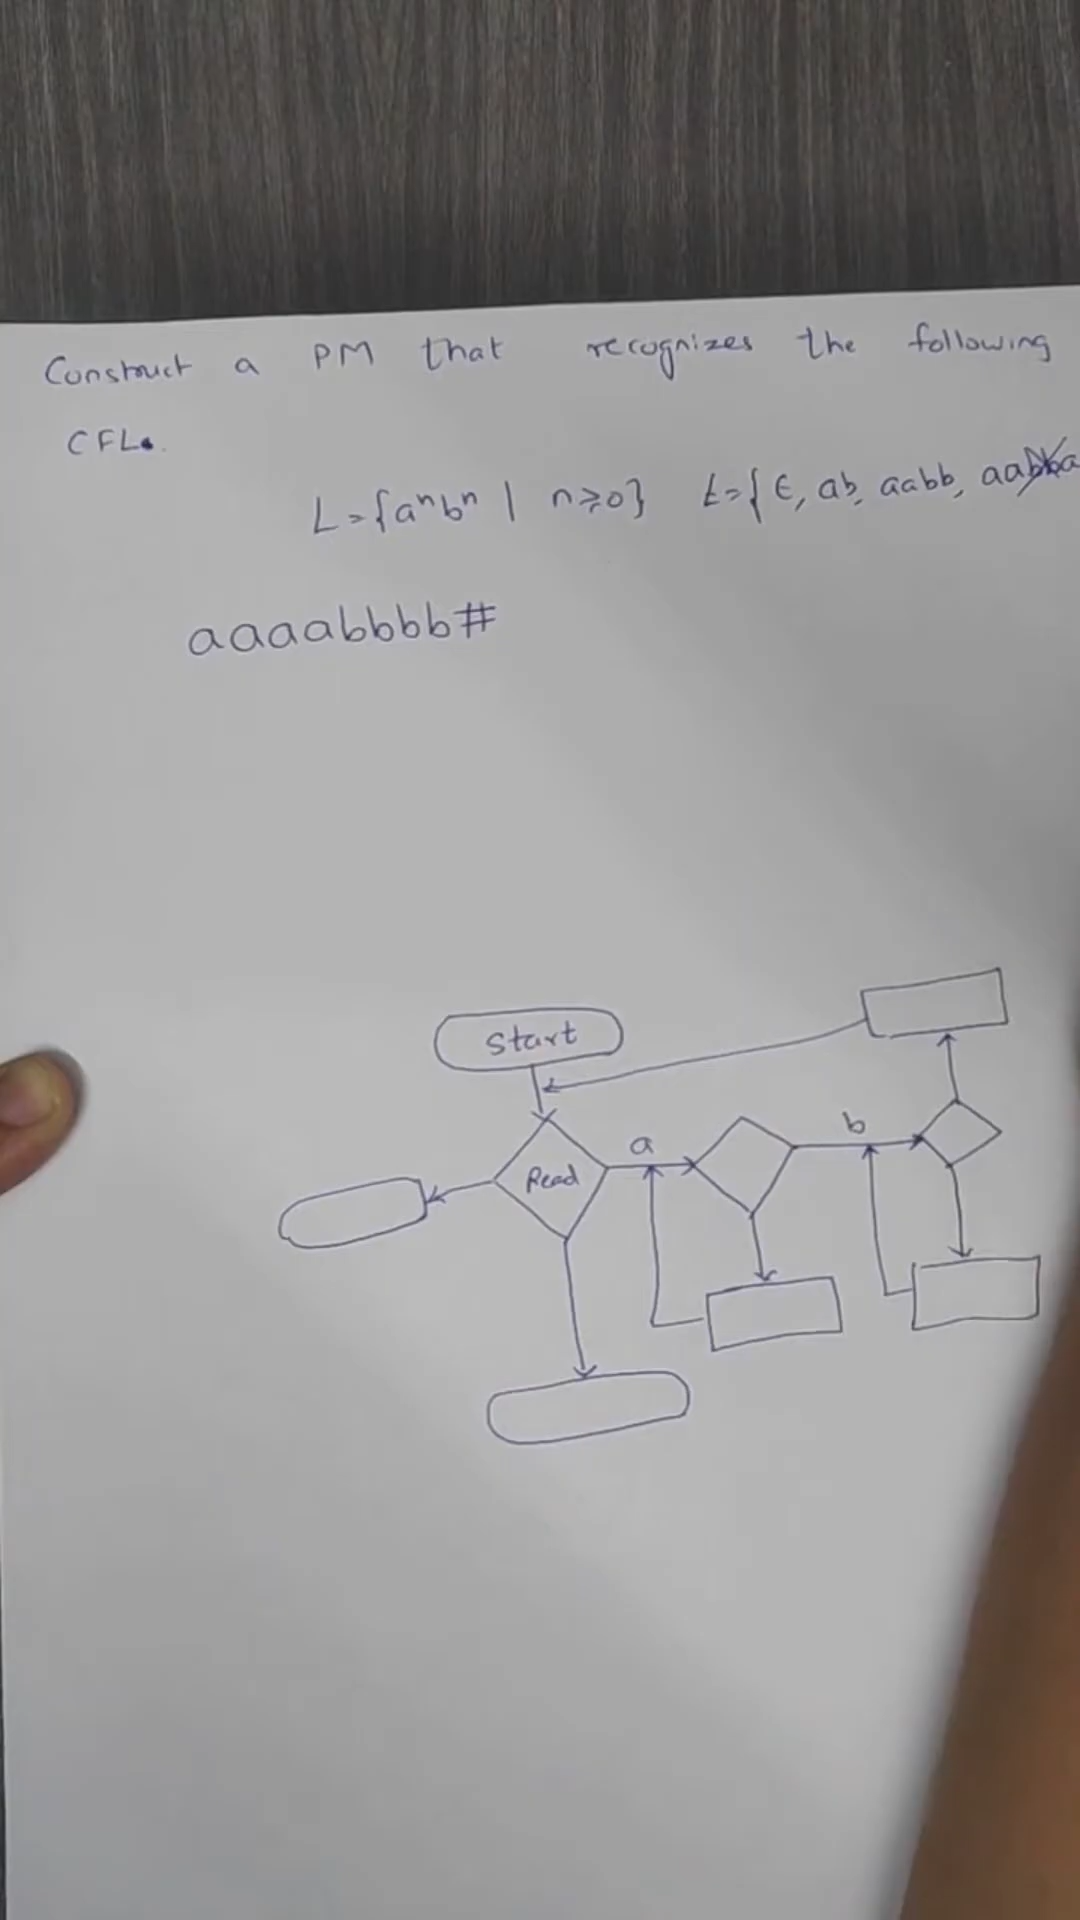 Construct a PM that recognizes the following
CFL.
L = {aⁿbⁿ | n≥0} L = { ϵ, ab, aabb,
aaaabbbb#
Start
a
b
Read